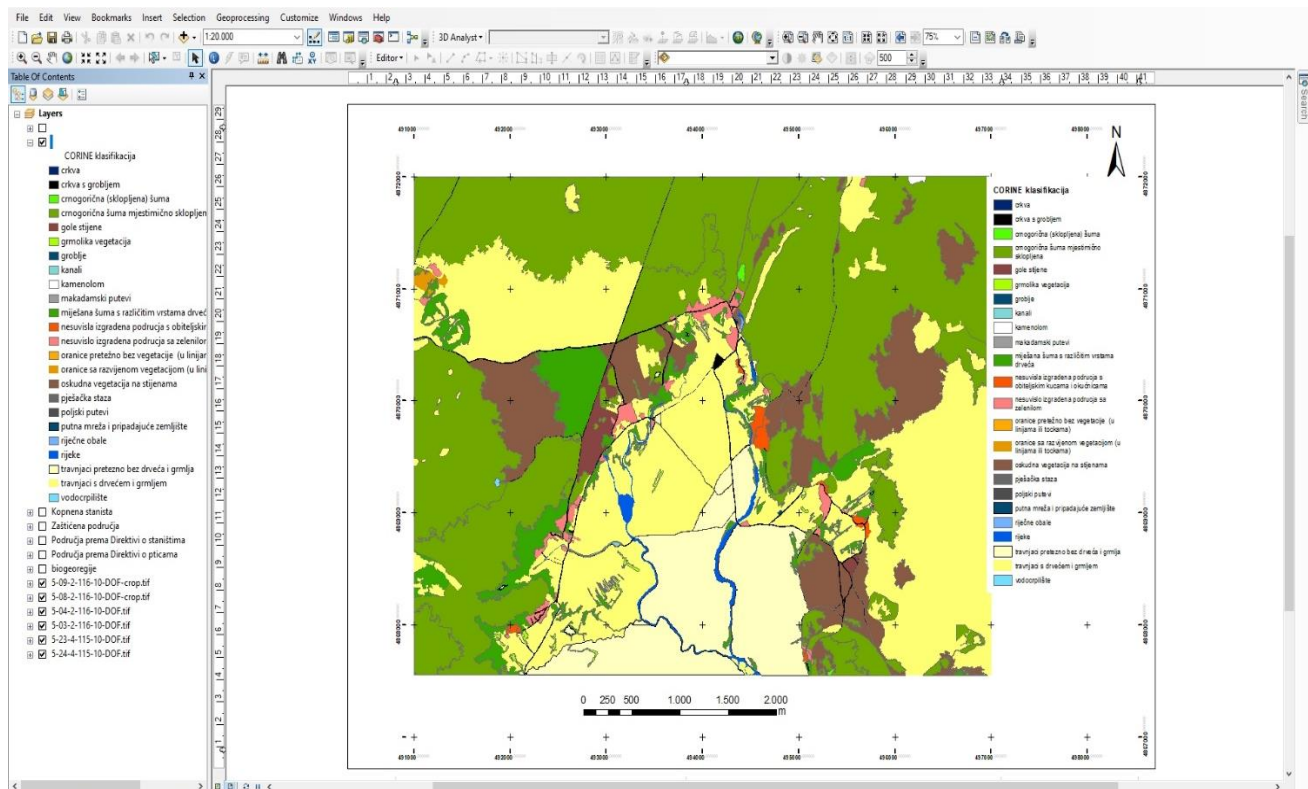 File Edit View Bookmarks Insert Selection Geoprocessing Customize Windows Help
1:20.000
3D Analyst
75%
Editor
500
Table Of Contents
Layers
CORINE klasifikacija
crkva
crkva s grobljem
crnogorična (sklopljena) šuma
crnogorična šuma mjestimično sklopljen
gole stijene
grmolika vegetacija
groblje
kanali
kamenolom
makadamski putevi
miješana šuma s različitim vrstama drveć
nesuvislo izgrađena područja s obiteljskir
nesuvislo izgrađena područja sa zelenilor
oranice pretežno bez vegetacije (u linijar
oranice sa razvijenom vegetacijom (u lini
oskudna vegetacija na stijenama
pješačka staza
poljski putevi
putna mreža i pripadajuće zemljište
riječne obale
rijeke
travnjaci pretezno bez drveća i grmlja
travnjaci s drvećem i grmljem
vodocrpilište
Kopnena stanista
Zaštićena područja
Područja prema Direktivi o staništima
Područja prema Direktivi o pticama
biogeoregije
5-09-2-116-10-DOF-crop.tif
5-08-2-116-10-DOF-crop.tif
5-04-2-116-10-DOF.tif
5-03-2-116-10-DOF.tif
5-23-4-115-10-DOF.tif
5-24-4-115-10-DOF.tif
Search
N
CORINE klasifikacija
crkva
crkva s grobljem
crnogorična (sklopljena) šuma
crnogorična šuma mjestimično
sklopljena
gole stijene
grmolika vegetacija
groblje
kanali
kamenolom
makadamski putevi
miješana šuma s različitim vrstama
drveća
nesuvislo izgrađena područja s
obiteljskim kućama i okućnicama
nesuvislo izgrađena područja sa
zelenilom
oranice pretežno bez vegetacije (u
linijama ili tockama)
oranice sa razvijenom vegetacijom (u
linijama ili tockama)
oskudna vegetacija na stijenama
pješačka staza
poljski putevi
putna mreža i pripadajuće zemljište
riječne obale
rijeke
travnjaci pretezno bez drveća i grmlja
travnjaci s drvećem i grmljem
vodocrpilište
0 250 500 1.000 1.500 2.000
m